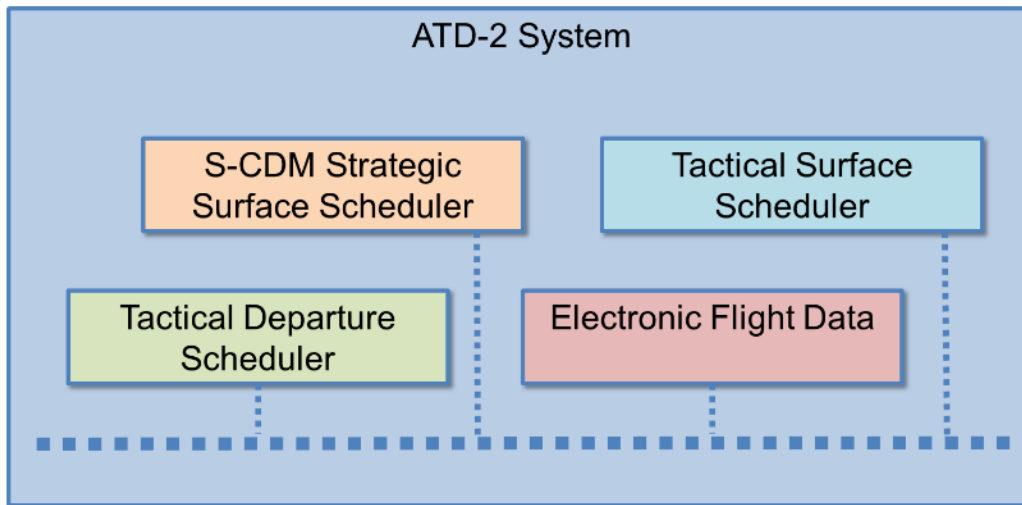 ATD-2 System
S-CDM Strategic
Surface Scheduler
Tactical Surface
Scheduler
Tactical Departure
Scheduler
Electronic Flight Data